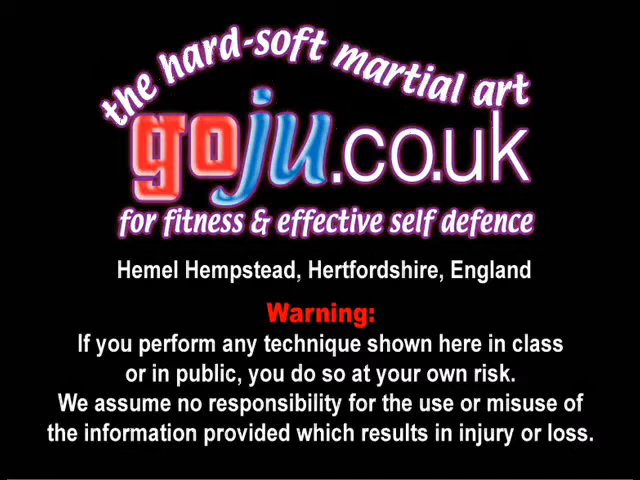 the hard-soft martial art
goju.co.uk
for fitness & effective self defence
Hemel Hempstead, Hertfordshire, England
Warning:
If you perform any technique shown here in class
or in public, you do so at your own risk.
We assume no responsibility for the use or misuse of
the information provided which results in injury or loss.